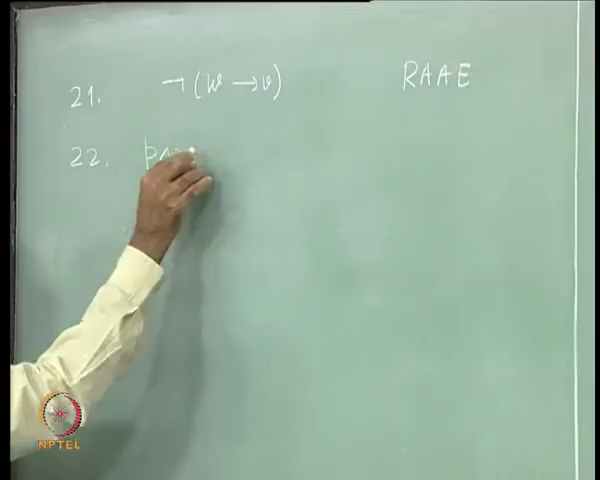 21. ¬(w → v) RAAE
22.
NPTEL